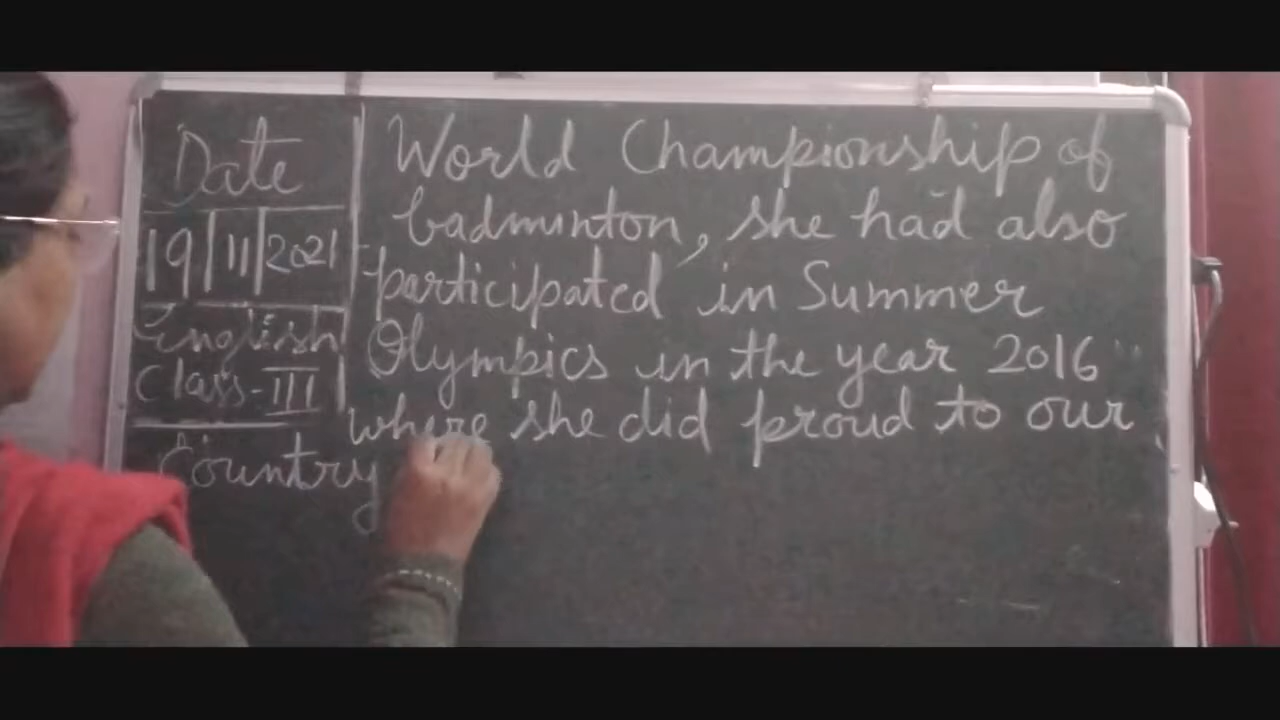 Date
19/11/2021
English
Class-III
World Championship of
badminton, she had also
participated in Summer
Olympics in the year 2016
where she did proud to our
Country